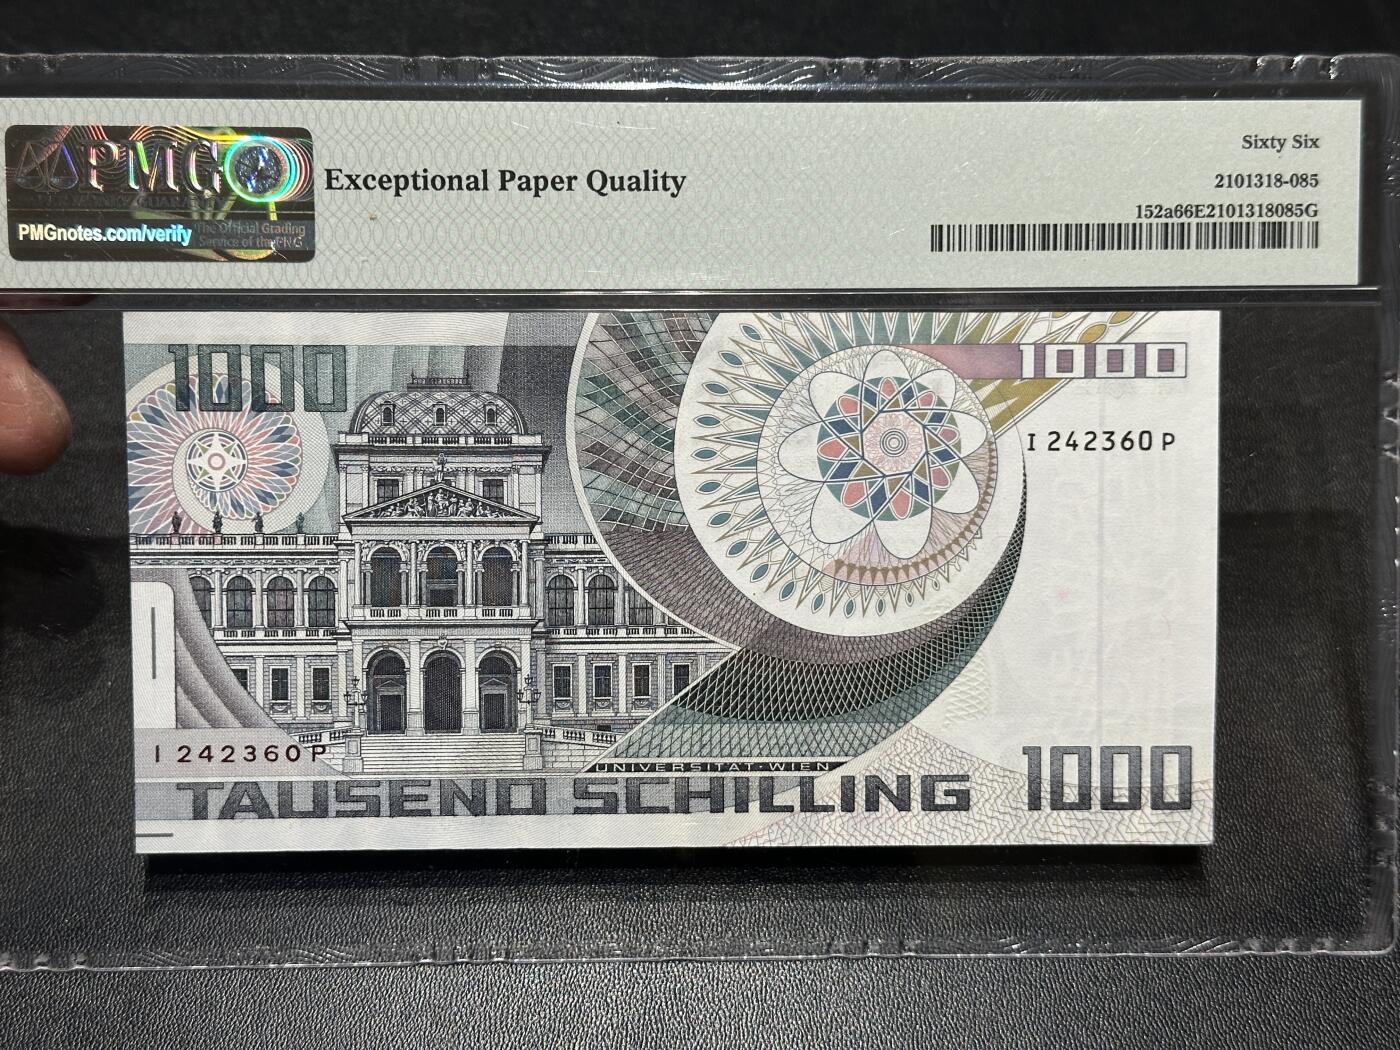 PMG
PMGnotes.com/verify
The Official Grading
Service of the PNG
Exceptional Paper Quality
Sixty Six
2101318-085
152a66E2101318085G
1000
1000
I 242360 P
I 242360 P
UNIVERSITÄT·WIEN
TAUSEND SCHILLING
1000